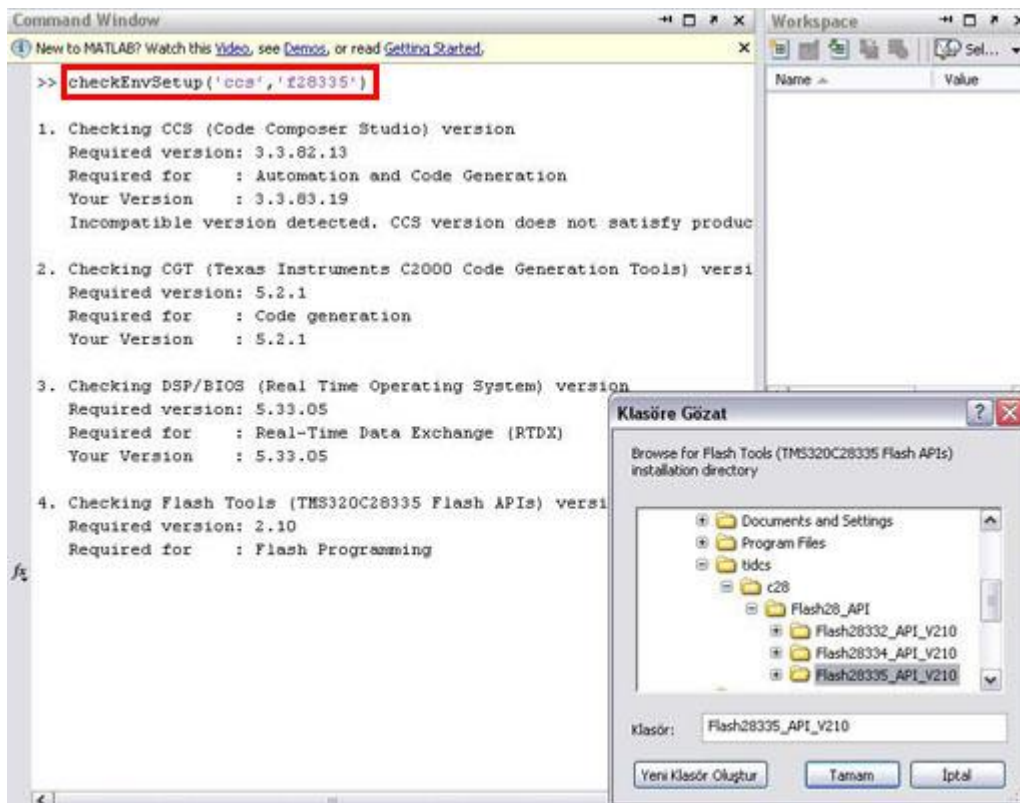 Command Window
Workspace
New to MATLAB? Watch this Video, see Demos, or read Getting Started.
Sel...
Name
Value
>> checkEnvSetup('ccs','f28335')
1. Checking CCS (Code Composer Studio) version
Required version: 3.3.82.13
Required for : Automation and Code Generation
Your Version : 3.3.83.19
Incompatible version detected. CCS version does not satisfy produc
2. Checking CGT (Texas Instruments C2000 Code Generation Tools) versi
Required version: 5.2.1
Required for : Code generation
Your Version : 5.2.1
3. Checking DSP/BIOS (Real Time Operating System) version
Required version: 5.33.05
Required for : Real-Time Data Exchange (RTDX)
Your Version : 5.33.05
4. Checking Flash Tools (TMS320C28335 Flash APIs) versi
Required version: 2.10
Required for : Flash Programming
fx
Klasöre Gözat
Browse for Flash Tools (TMS320C28335 Flash APIs)
installation directory
Documents and Settings
Program Files
tidcs
c28
Flash28_API
Flash28332_API_V210
Flash28334_API_V210
Flash28335_API_V210
Klasör: Flash28335_API_V210
Yeni Klasör Oluştur
Tamam
İptal